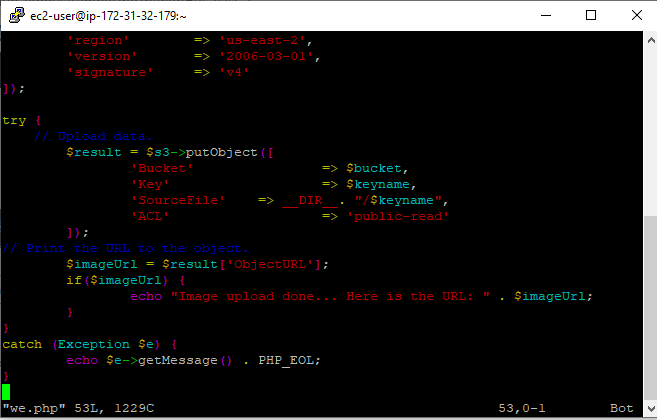 ec2-user@ip-172-31-32-179:~
'region' => 'us-east-2',
'version' => '2006-03-01',
'signature' => 'v4'
]);
try {
// Upload data.
$result = $s3->putObject([
'Bucket' => $bucket,
'Key' => $keyname,
'SourceFile' => __DIR__. "/$keyname",
'ACL' => 'public-read'
]);
// Print the URL to the object.
$imageUrl = $result['ObjectURL'];
if($imageUrl) {
echo "Image upload done... Here is the URL: " . $imageUrl;
}
}
catch (Exception $e) {
echo $e->getMessage() . PHP_EOL;
}
"we.php" 53L, 1229C 53,0-1 Bot